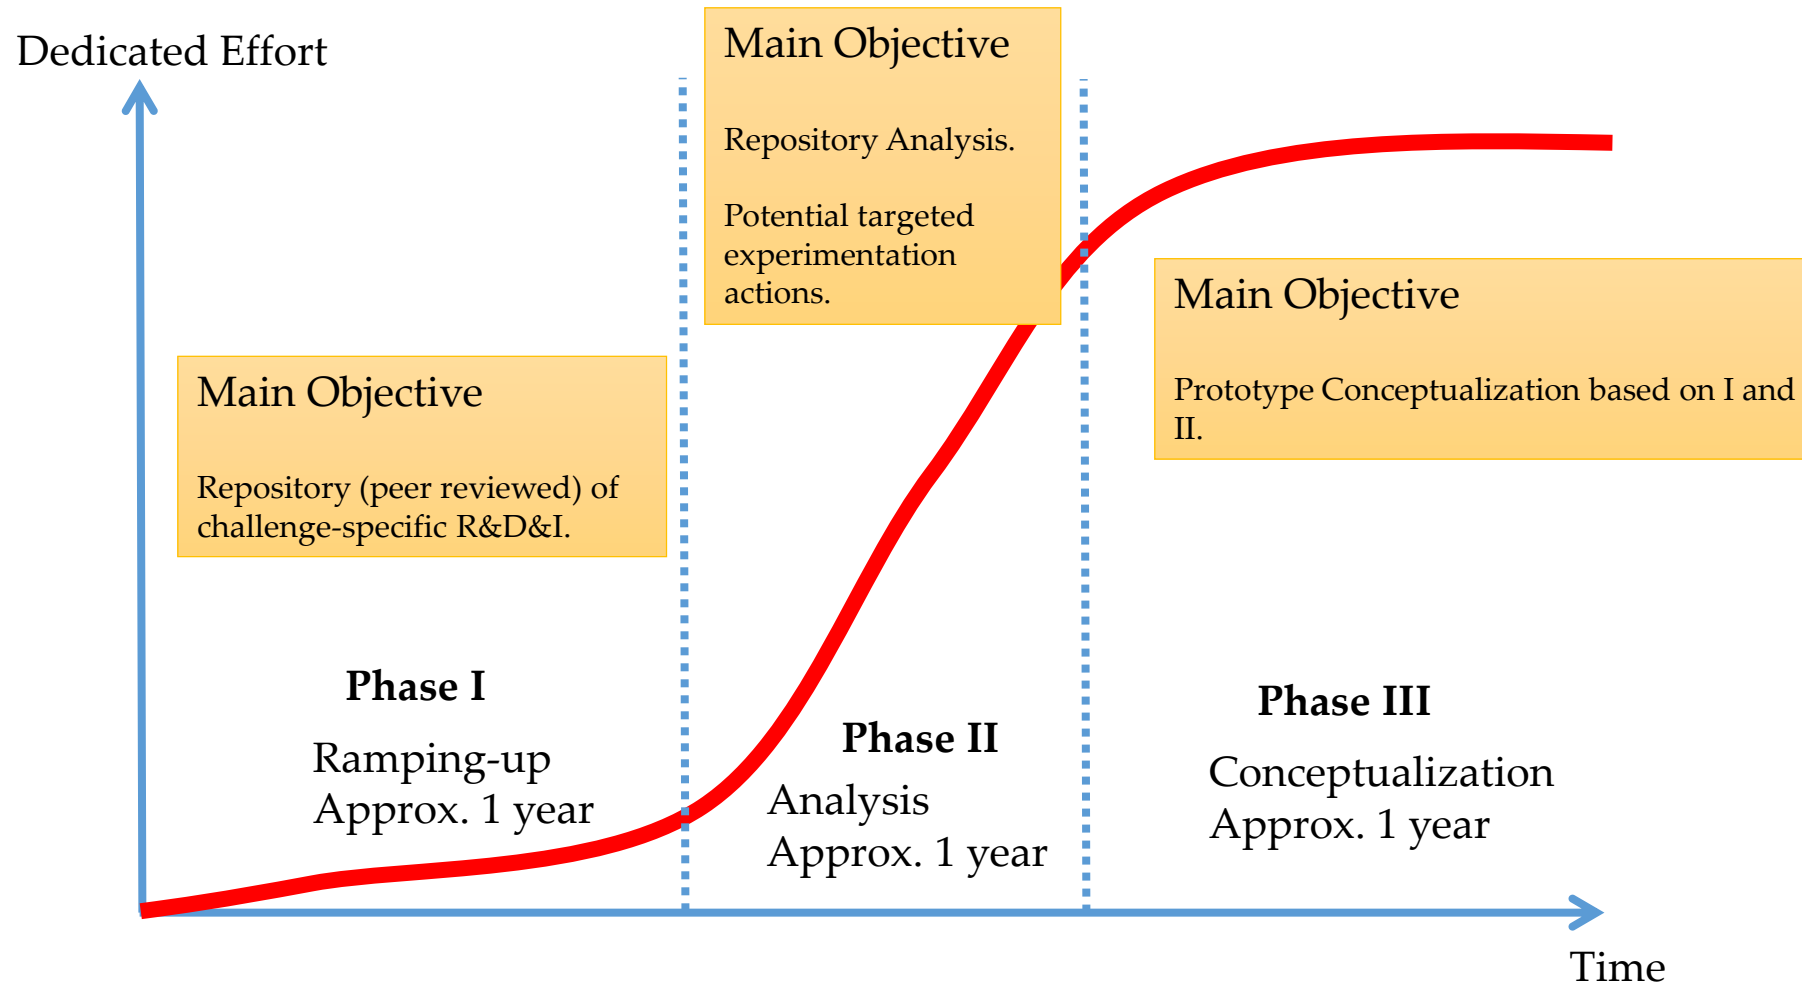 Dedicated Effort
Main Objective
Repository Analysis.
Potential targeted
experimentation
actions.
Main Objective
Prototype Conceptualization based on I and
II.
Main Objective
Repository (peer reviewed) of
challenge-specific R&D&I.
Phase I
Ramping-up
Approx. 1 year
Phase II
Analysis
Approx. 1 year
Phase III
Conceptualization
Approx. 1 year
Time